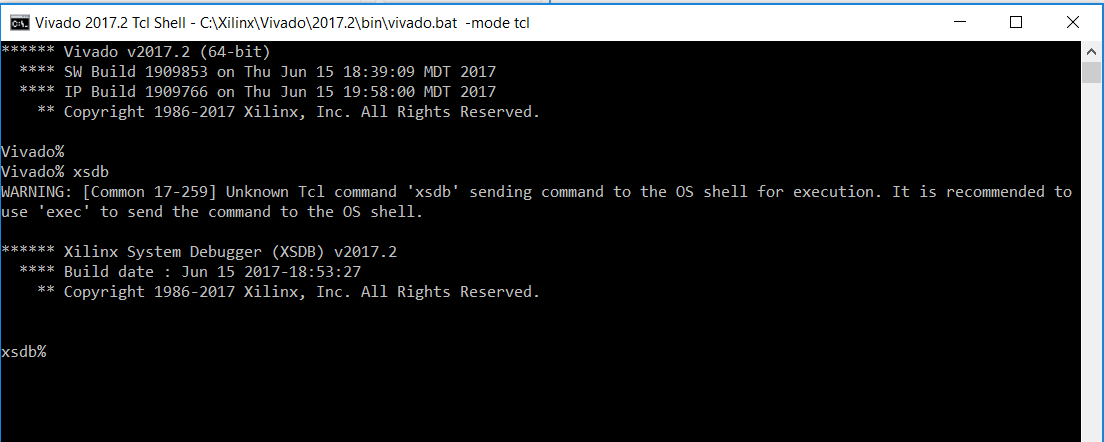 Vivado 2017.2 Tcl Shell - C:\Xilinx\Vivado\2017.2\bin\vivado.bat -mode tcl
****** Vivado v2017.2 (64-bit)
**** SW Build 1909853 on Thu Jun 15 18:39:09 MDT 2017
**** IP Build 1909766 on Thu Jun 15 19:58:00 MDT 2017
** Copyright 1986-2017 Xilinx, Inc. All Rights Reserved.
Vivado%
Vivado% xsdb
WARNING: [Common 17-259] Unknown Tcl command 'xsdb' sending command to the OS shell for execution. It is recommended to
use 'exec' to send the command to the OS shell.
****** Xilinx System Debugger (XSDB) v2017.2
**** Build date : Jun 15 2017-18:53:27
** Copyright 1986-2017 Xilinx, Inc. All Rights Reserved.
xsdb%